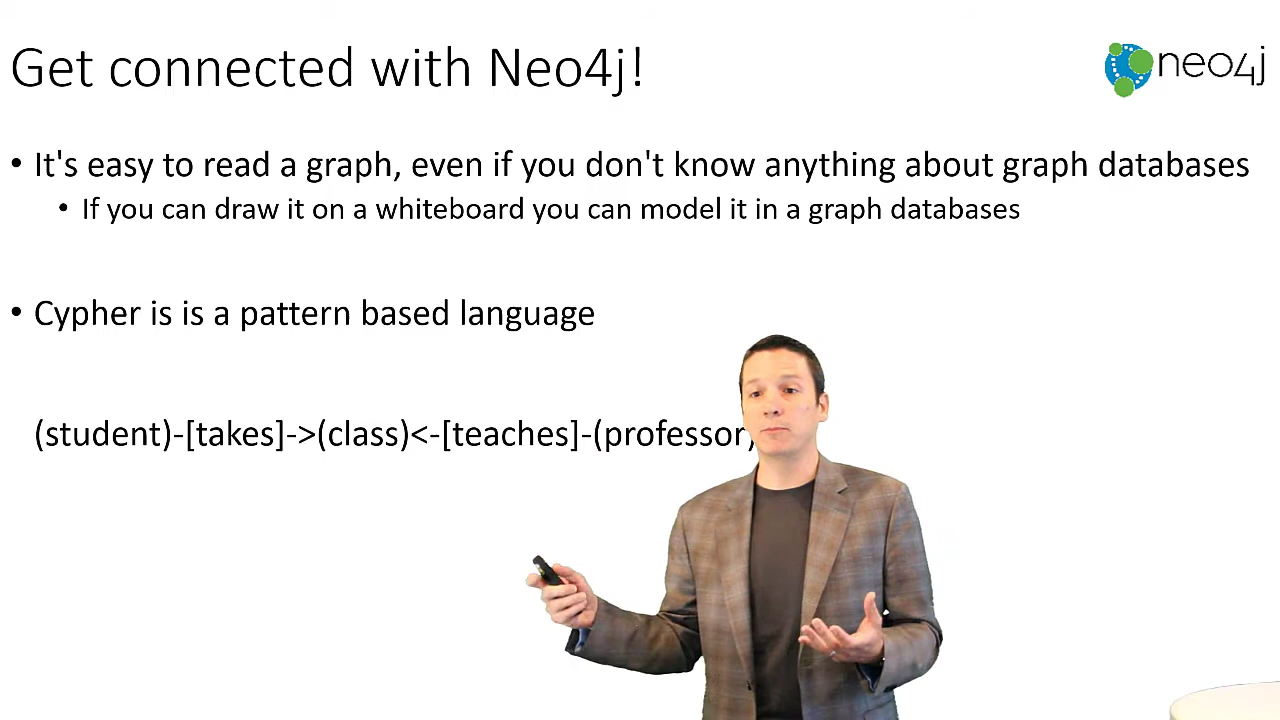 Get connected with Neo4j!
neo4j
• It's easy to read a graph, even if you don't know anything about graph databases
• If you can draw it on a whiteboard you can model it in a graph databases
• Cypher is is a pattern based language
(student)-[takes]->(class)<-[teaches]-(professor)